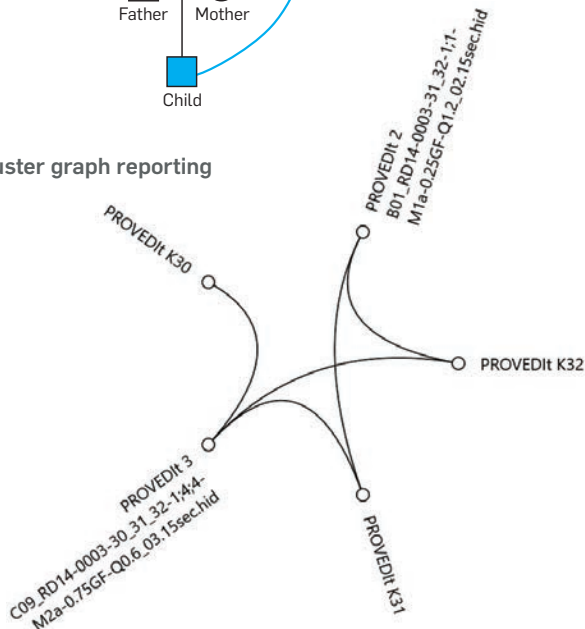 Father Mother
Child
uster graph reporting
PROVEDIt 2
B01_RD14-0003-31_32-1;1-
M1a-0.25GF-Q1.2_02.15sec.hid
PROVEDIt K30
PROVEDIt K32
PROVEDIt 3
C09_RD14-0003-30_31_32-1;4;4-
M2a-0.75GF-Q0.6_03.15sec.hid
PROVEDIt K31